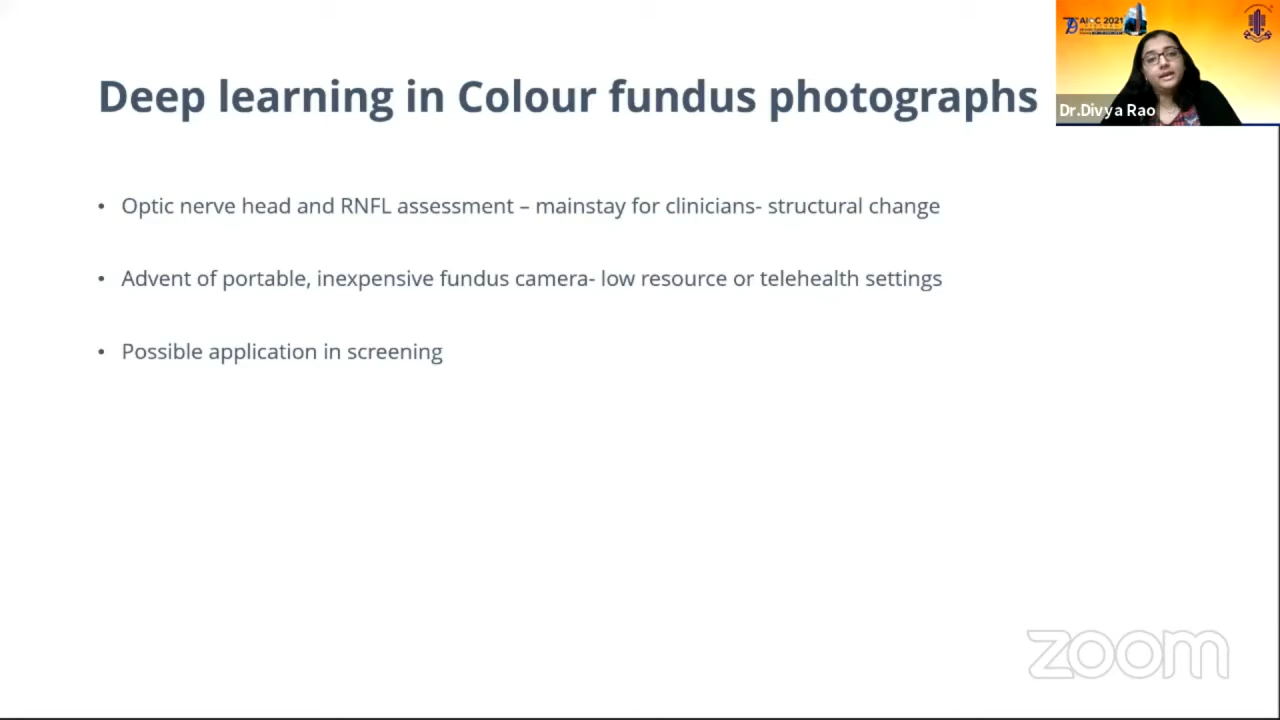 Deep learning in Colour fundus photographs
• Optic nerve head and RNFL assessment – mainstay for clinicians- structural change
• Advent of portable, inexpensive fundus camera- low resource or telehealth settings
• Possible application in screening
AIOC 2021
Dr.Divya Rao
zoom